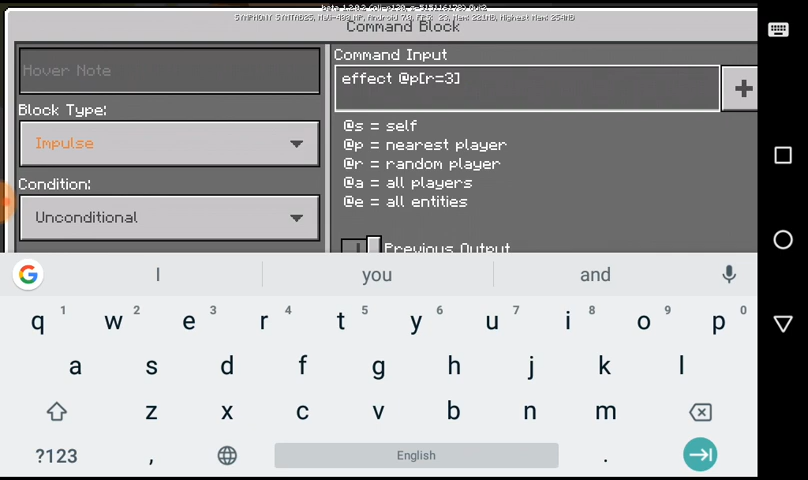 Command Block
Hover Note
Block Type:
Impulse
Condition:
Unconditional
Command Input
effect @p[r=3]
+
@s = self
@p = nearest player
@r = random player
@a = all players
@e = all entities
Previous Output
I you and
q 1 w 2 e 3 r 4 t 5 y 6 u 7 i 8 o 9 p 0
a s d f g h j k l
z x c v b n m
?123 , English .